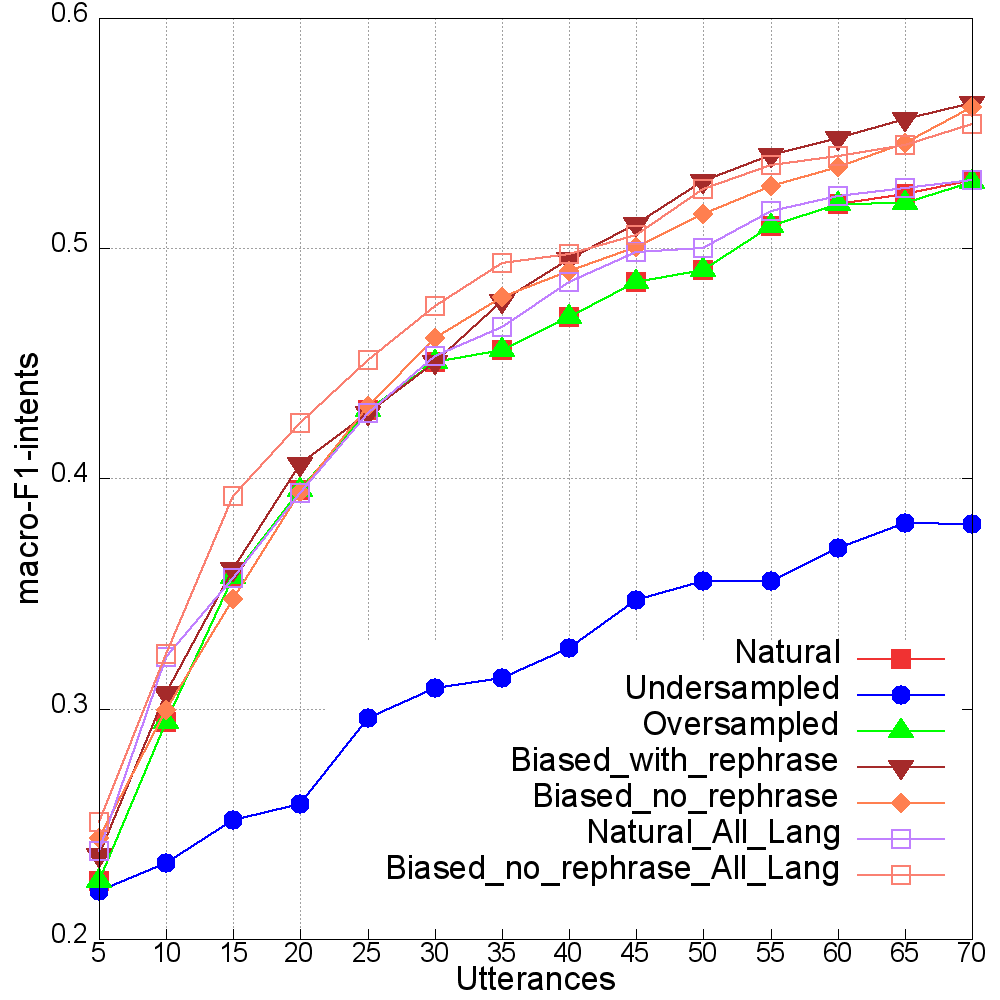 0.6
0.5
0.4
0.3
0.2
macro-F1-intents
Natural
Undersampled
Oversampled
Biased_with_rephrase
Biased_no_rephrase
Natural_All_Lang
Biased_no_rephrase_All_Lang
5 10 15 20 25 30 35 40 45 50 55 60 65 70
Utterances